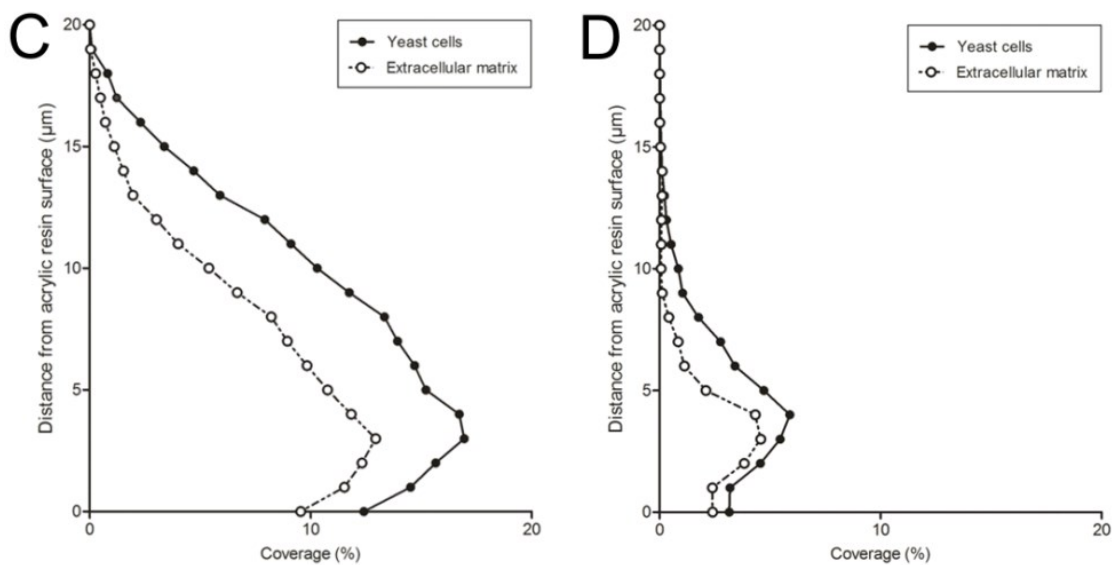 C
20
15
10
5
0
Distance from acrylic resin surface (μm)
Yeast cells
Extracellular matrix
0
10
20
Coverage (%)
D
20
15
10
5
0
Distance from acrylic resin surface (μm)
Yeast cells
Extracellular matrix
0
10
20
Coverage (%)